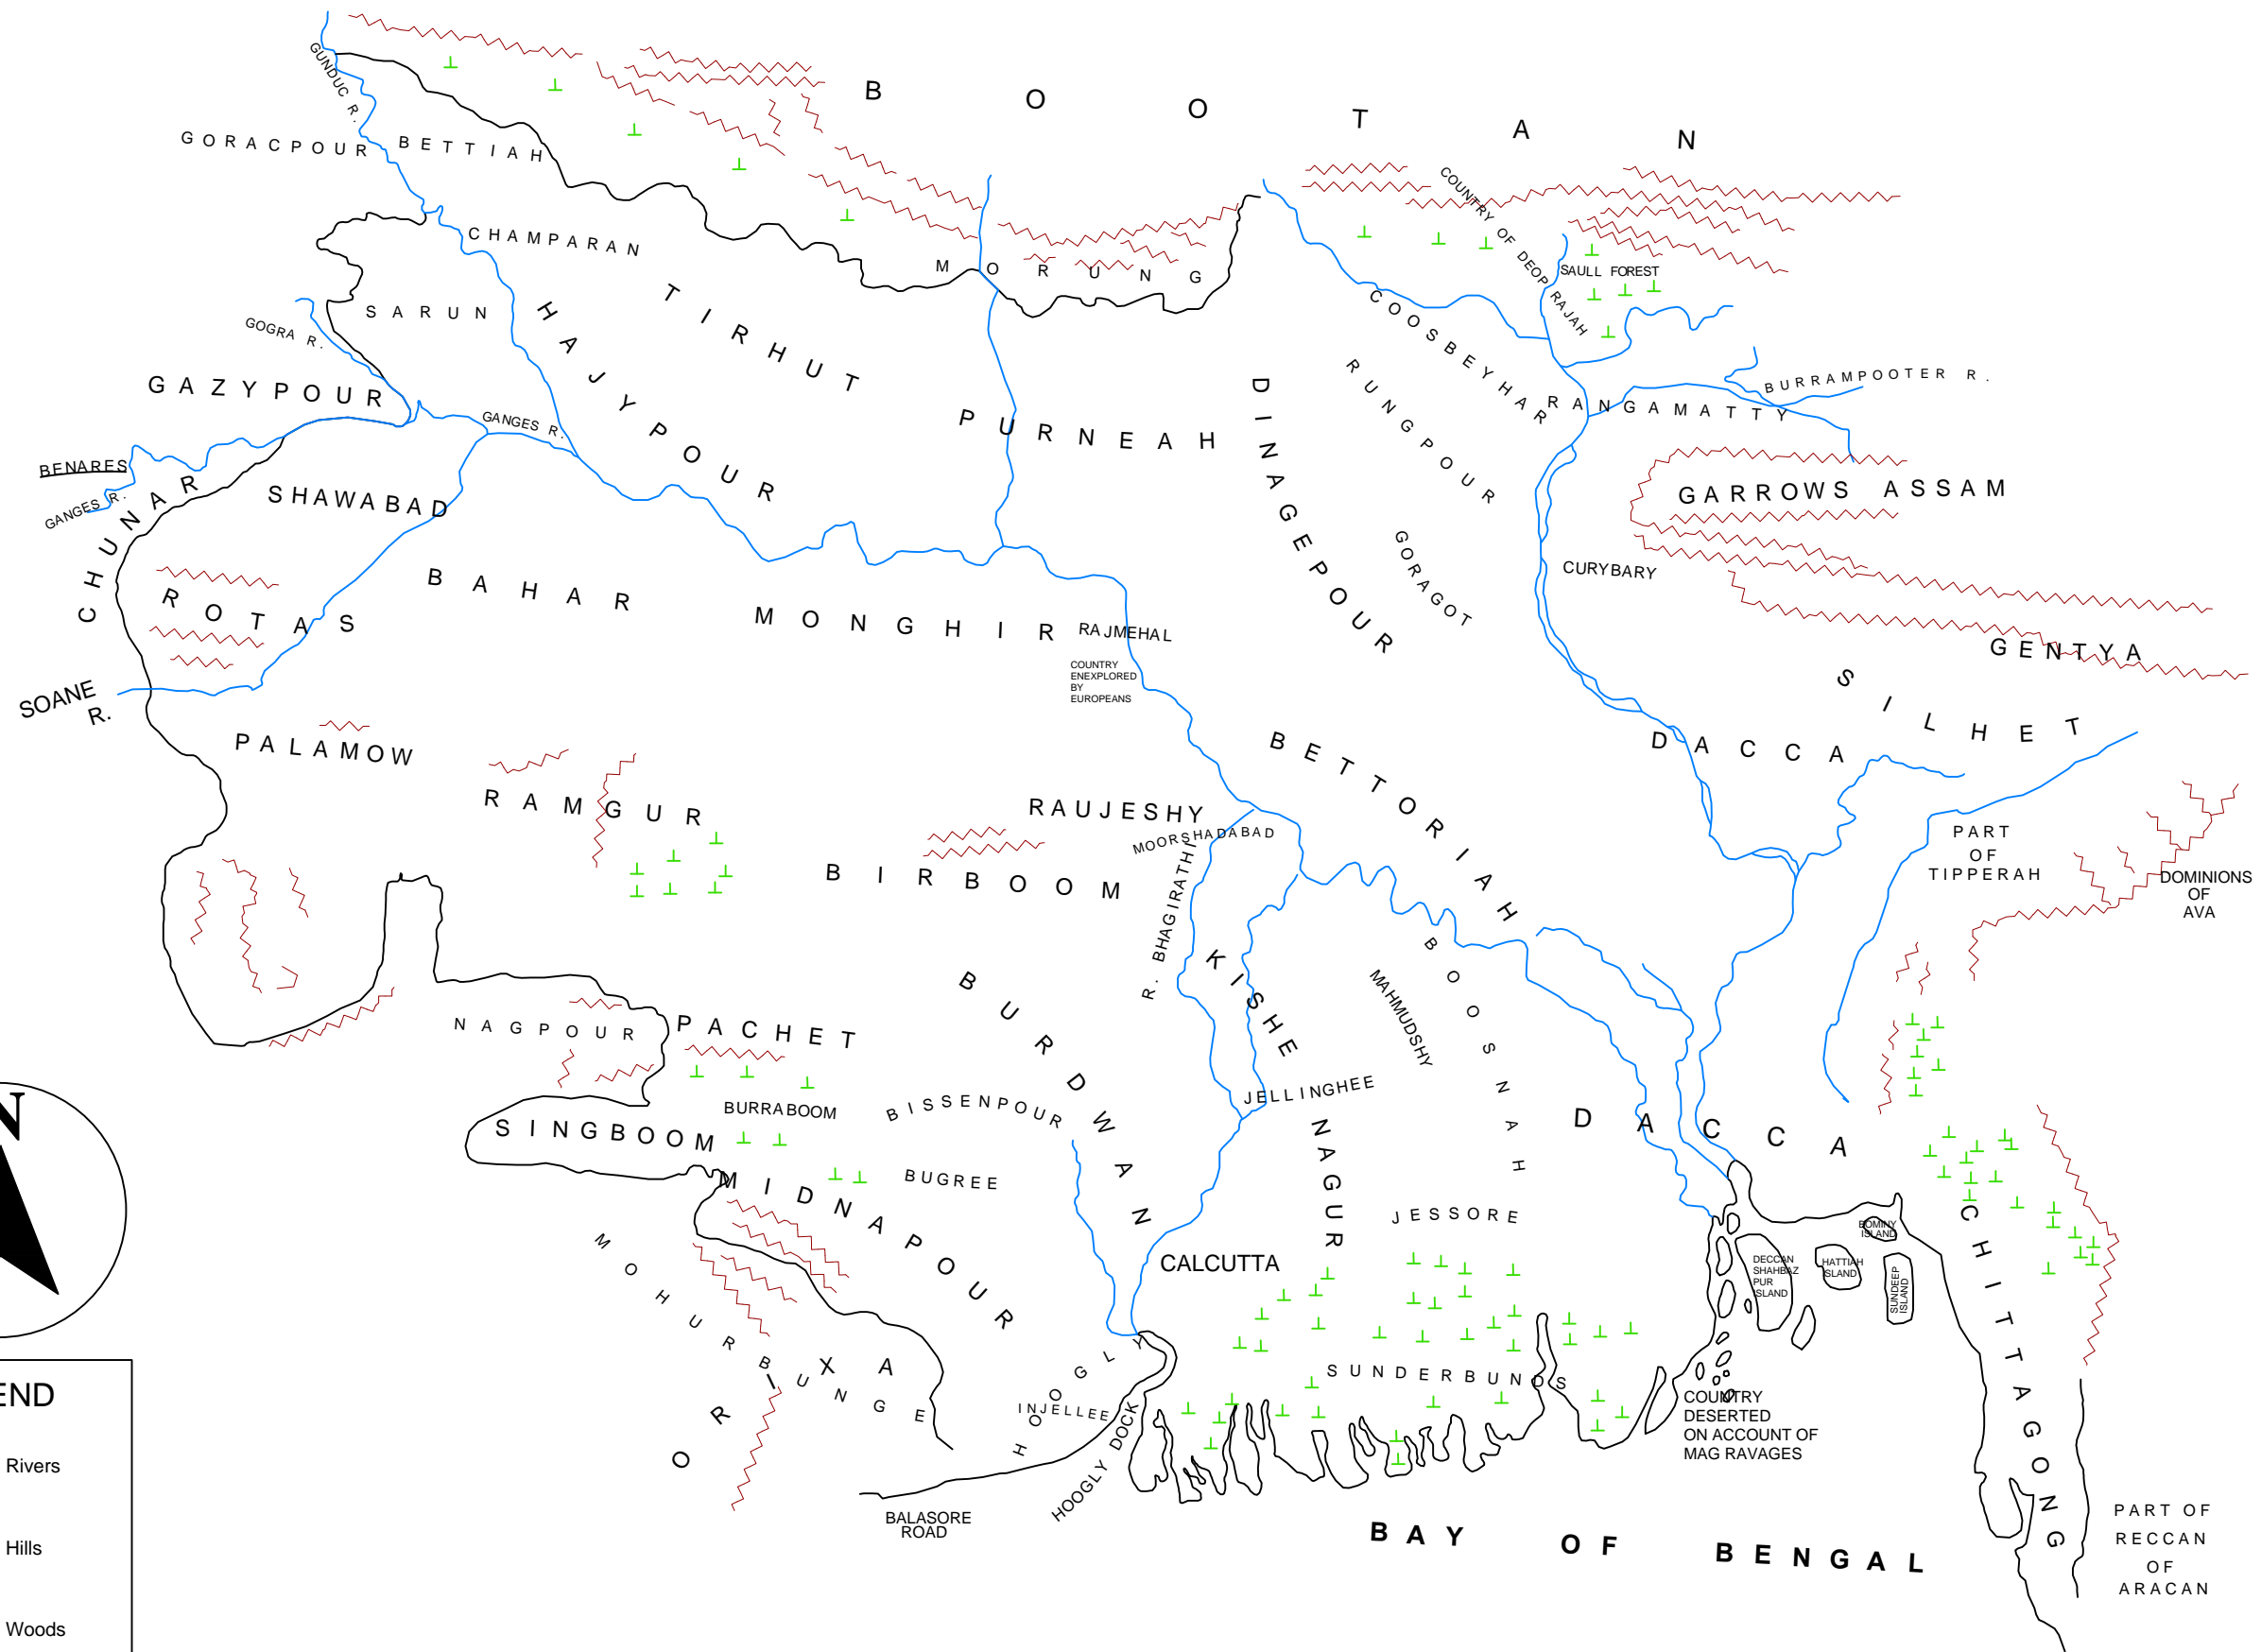 BOOTAN
GUNDUC R.
GORACPOUR
BETTIAH
COUNTRY OF DEOP RAJAH
CHAMPARAN
MORUNG
SAULL FOREST
TIRHUT
SARUN
HAJYPOUR
COOSBEYHAR
GOGRA R.
GAZYPOUR
DINAGEPOUR
RUNGPOUR
BURRAMPOOTER R.
RANGAMATTY
GANGES R.
PURNEAH
BENARES
GANGES R.
CHUNAR
SHAWABAD
GARROWS ASSAM
GORAGOT
CURYBARY
BAHAR
ROTAS
MONGHIR
RAJMEHAL
COUNTRY
ENEXPLORED
BY
EUROPEANS
GENTYA
SILHET
SOANE
R.
PALAMOW
BETTORIAH
DACCA
RAMGUR
RAUJESHY
MOORSHADABAD
PART
OF
TIPPERAH
BIRBOOM
R. BHAGIRATHI
DOMINIONS
OF
AVA
KISHE NAGUR
BOOSNAH
MAHMUDSHY
BURDWAN
NAGPOUR
PACHET
JELLINGHEE
BURRABOOM
BISSENPOUR
DACCA
SINGBOOM
BUGREE
MIDNAPOUR
JESSORE
CHITTAGONG
BOMINY
ISLAND
MOHURBUNGE
CALCUTTA
DECCAN
SHAHBAZ
PUR
ISLAND
HATTIAH
ISLAND
SUNDEEP
ISLAND
N
ORIXA
HOOGLY
SUNDERBUNDS
END
INJELLEE
COUNTRY
DESERTED
ON ACCOUNT OF
MAG RAVAGES
HOOGLY DOCK
Rivers
BALASORE
ROAD
BAY OF BENGAL
PART OF
RECCAN
OF
ARACAN
Hills
Woods